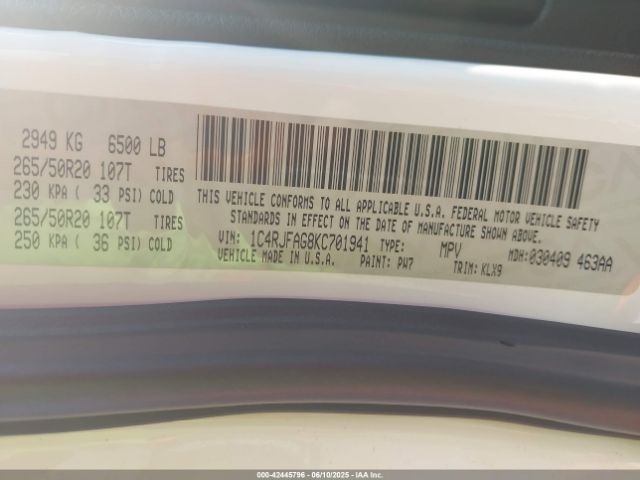 2949 KG 6500 LB
265/50R20 107T TIRES
230 KPA ( 33 PSI) COLD
265/50R20 107T TIRES
250 KPA ( 36 PSI) COLD
THIS VEHICLE CONFORMS TO ALL APPLICABLE U.S.A. FEDERAL MOTOR VEHICLE SAFETY
STANDARDS IN EFFECT ON THE DATE OF MANUFACTURE SHOWN ABOVE.
VIN: 1C4RJFAG8KC701941 TYPE: MPV MDH:030409 463AA
VEHICLE MADE IN U.S.A. PAINT: PW7 TRIM: KLX9
000-42445796 - 06/10/2025 - IAA Inc.